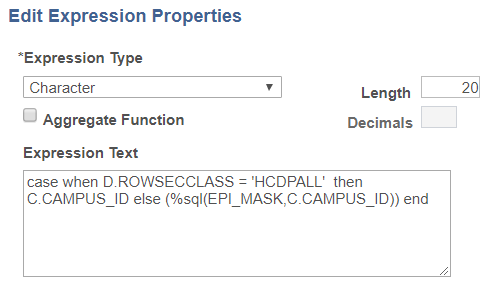 Edit Expression Properties
*Expression Type
Character
Length 20
Aggregate Function
Decimals
Expression Text
case when D.ROWSECCLASS = 'HCDPALL'  then
C.CAMPUS_ID else (%sql(EPI_MASK,C.CAMPUS_ID)) end